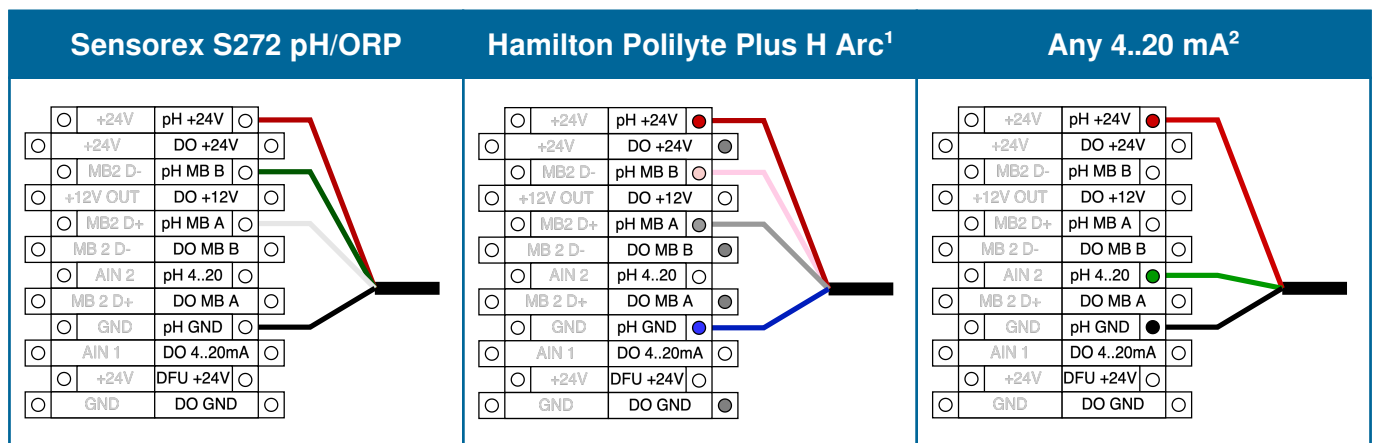 Sensorex S272 pH/ORP
+24V pH +24V
+24V DO +24V
MB2 D- pH MB B
+12V OUT DO +12V
MB2 D+ pH MB A
MB 2 D- DO MB B
AIN 2 pH 4..20
MB 2 D+ DO MB A
GND pH GND
AIN 1 DO 4..20mA
+24V DFU +24V
GND DO GND
Hamilton Polilyte Plus H Arc¹
+24V pH +24V
+24V DO +24V
MB2 D- pH MB B
+12V OUT DO +12V
MB2 D+ pH MB A
MB 2 D- DO MB B
AIN 2 pH 4..20
MB 2 D+ DO MB A
GND pH GND
AIN 1 DO 4..20mA
+24V DFU +24V
GND DO GND
Any 4..20 mA²
+24V pH +24V
+24V DO +24V
MB2 D- pH MB B
+12V OUT DO +12V
MB2 D+ pH MB A
MB 2 D- DO MB B
AIN 2 pH 4..20
MB 2 D+ DO MB A
GND pH GND
AIN 1 DO 4..20mA
+24V DFU +24V
GND DO GND